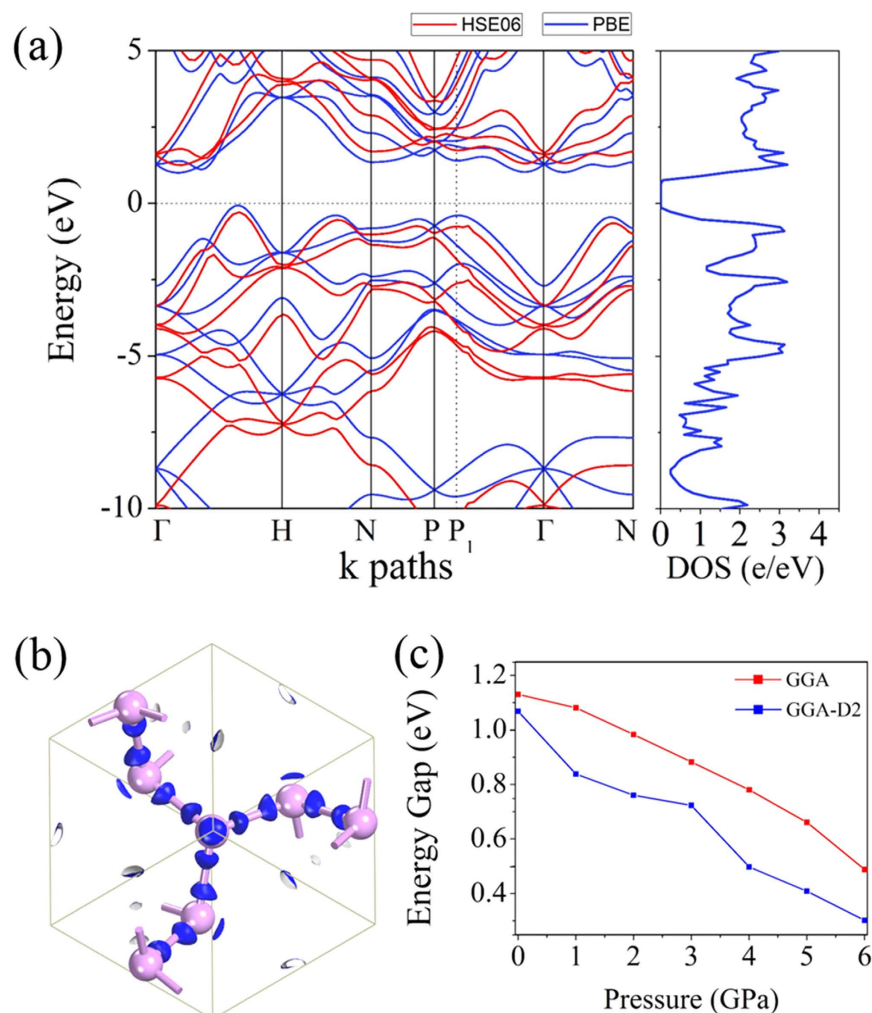 (a)
HSE06 PBE
5
0
-5
-10
Energy (eV)
Γ H N P P1 Γ N
k paths
0 1 2 3 4
DOS (e/eV)
(b)
(c)
1.2
1.0
0.8
0.6
0.4
Energy Gap (eV)
GGA
GGA-D2
0 1 2 3 4 5 6
Pressure (GPa)